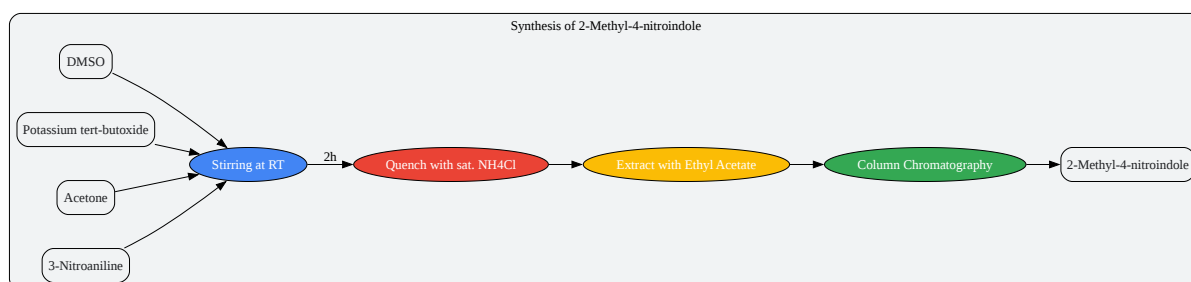 Synthesis of 2-Methyl-4-nitroindole
DMSO
Potassium tert-butoxide
Acetone
3-Nitroaniline
Stirring at RT
2h
Quench with sat. NH4Cl
Extract with Ethyl Acetate
Column Chromatography
2-Methyl-4-nitroindole